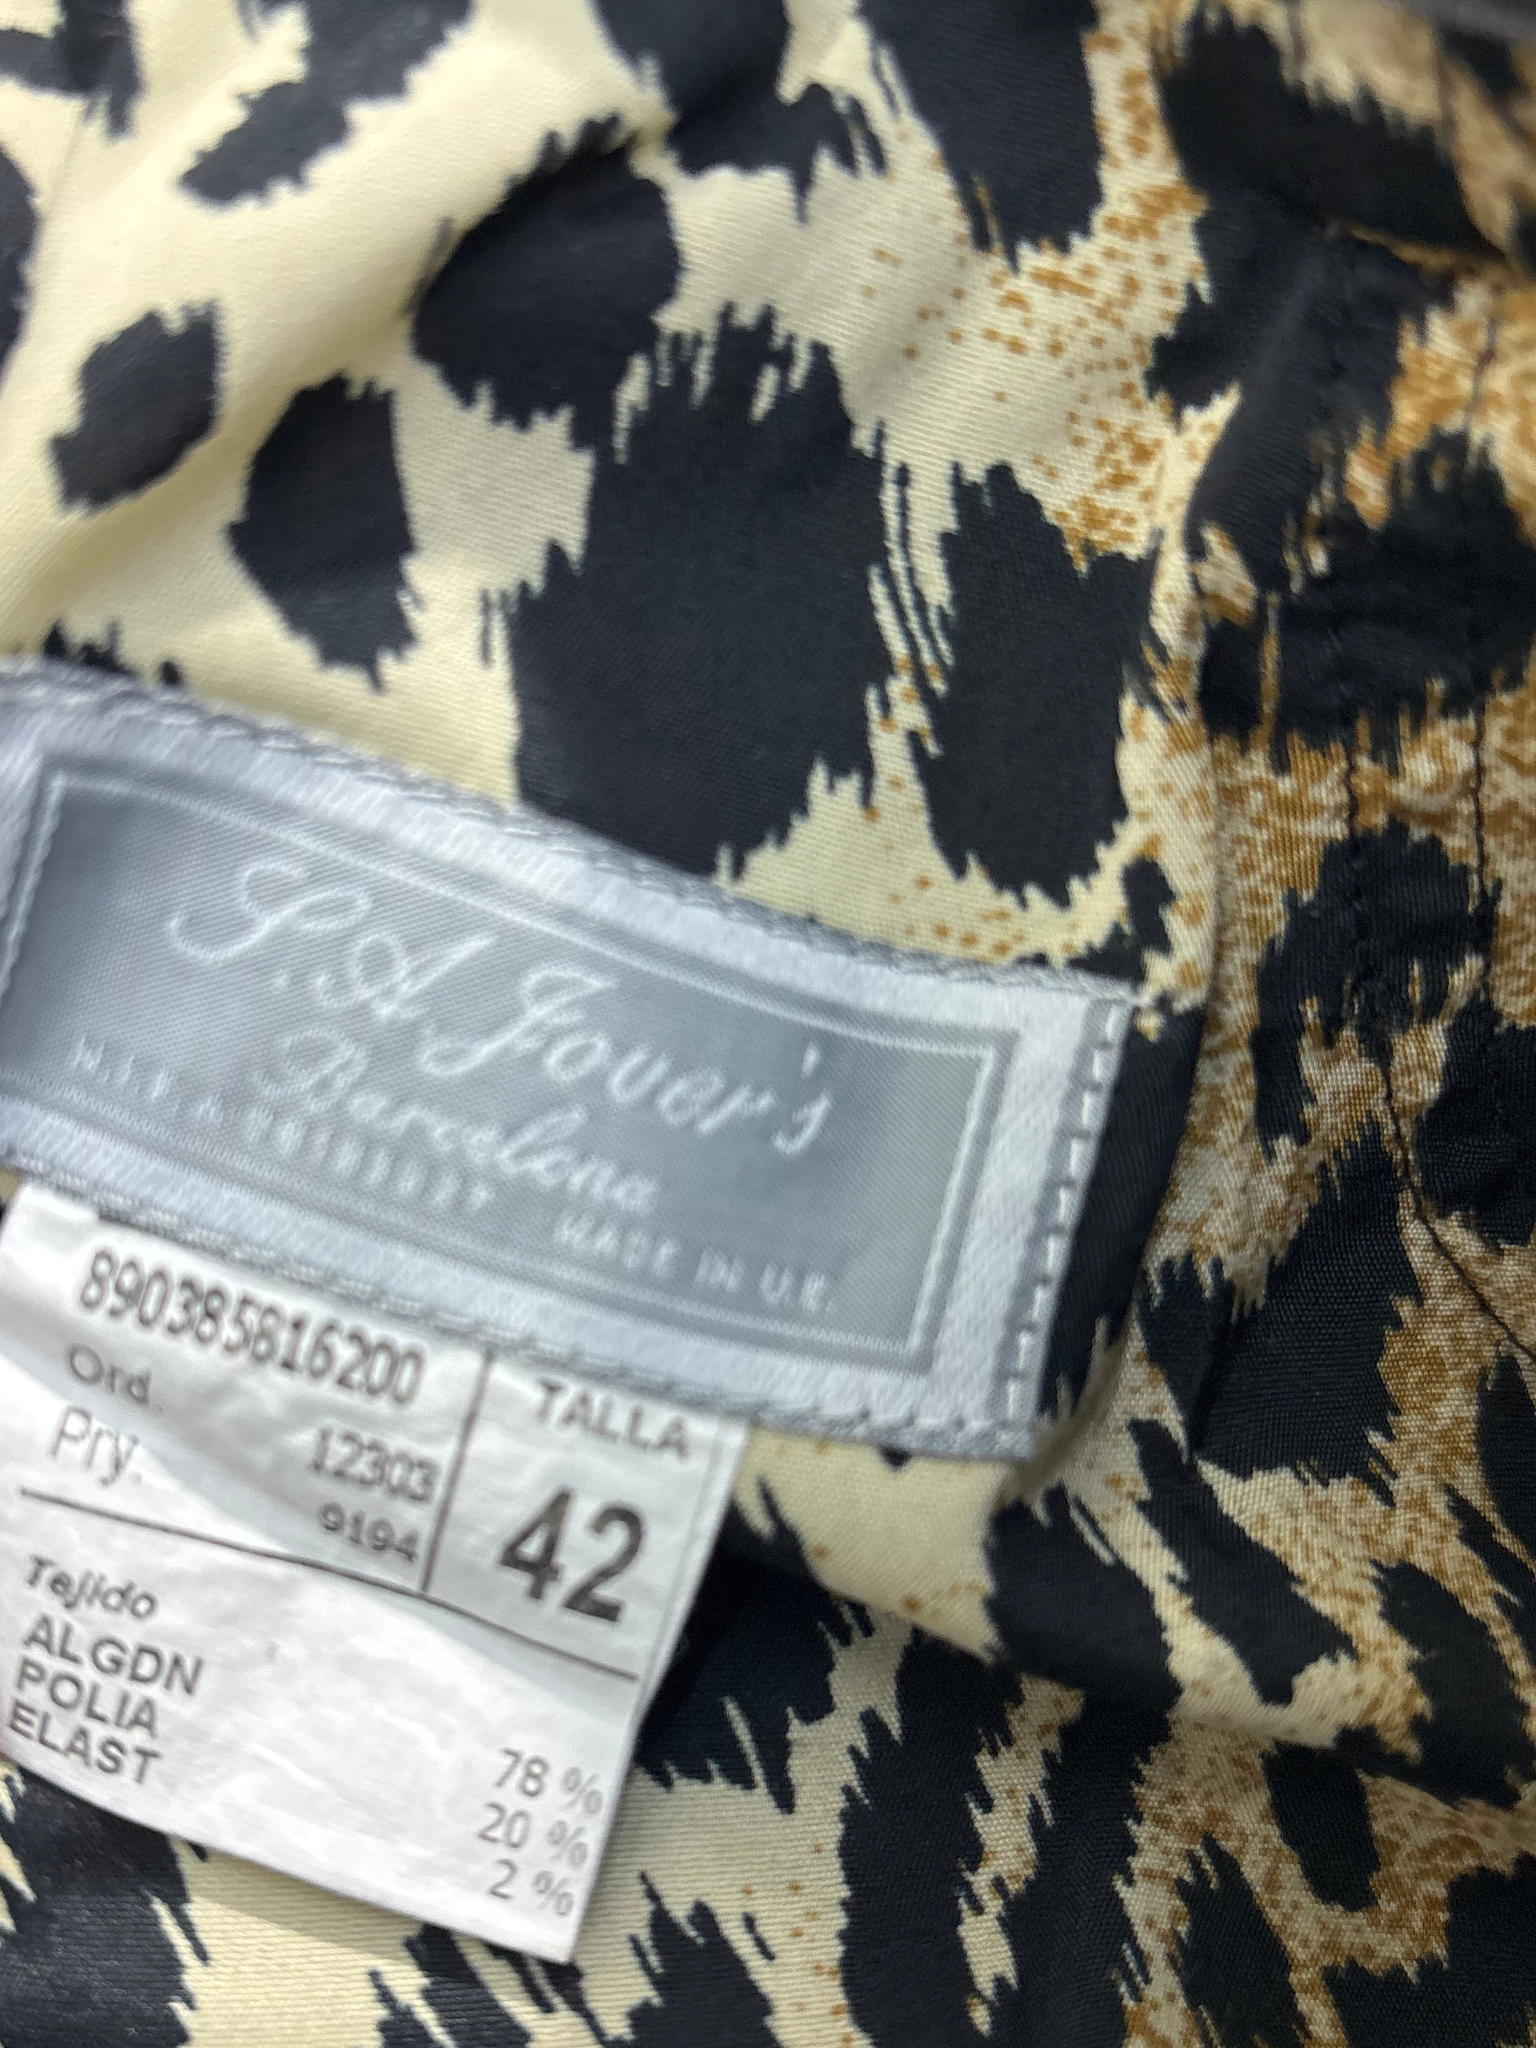 S.A Jover's
Barcelona
N.I.F. A
MADE IN U.E.
890385816200
TALLA
42
Ord. 12303
Pry. 9194
Tejido
ALGDN 78 %
POLIA 20 %
ELAST 2 %